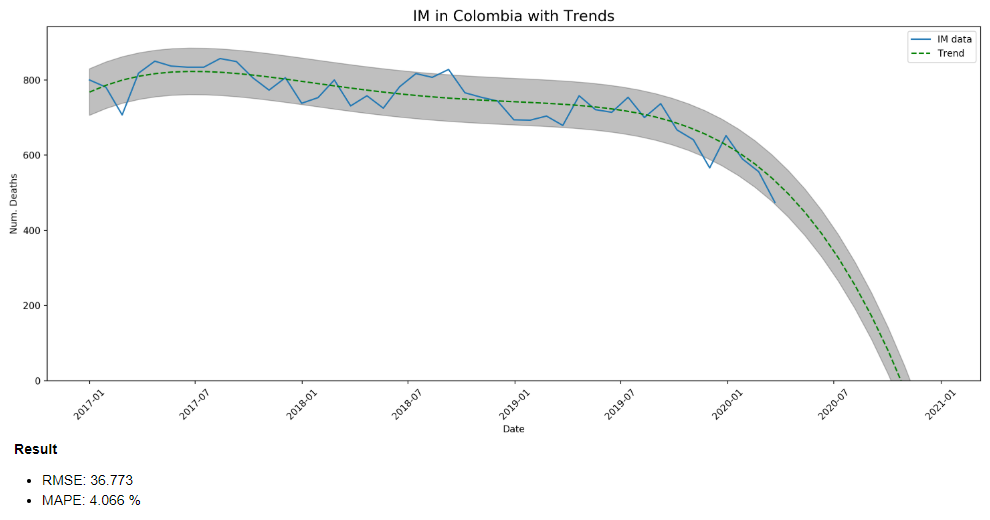 IM in Colombia with Trends
IM data
Trend
Num. Deaths
800
600
400
200
0
2017-01
2017-07
2018-01
2018-07
2019-01
2019-07
2020-01
2020-07
2021-01
Date
Result
• RMSE: 36.773
• MAPE: 4.066 %